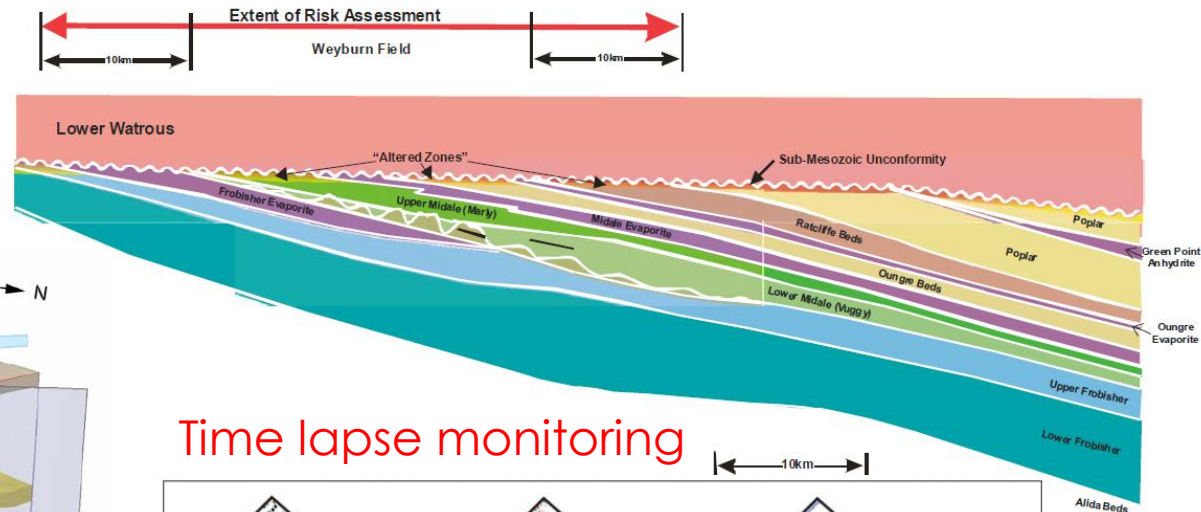 Extent of Risk Assessment
Weyburn Field
10km
10km
Lower Watrous
"Altered Zones"
Sub-Mesozoic Unconformity
Frobisher Evaporite
Upper Midale (Marly)
Midale Evaporite
Ratcliffe Beds
Poplar
Poplar
Green Point
Anhydrite
Oungre Beds
Lower Midale (Vuggy)
Oungre
Evaporite
N
Upper Frobisher
Lower Frobisher
Time lapse monitoring
10km
Alida Beds